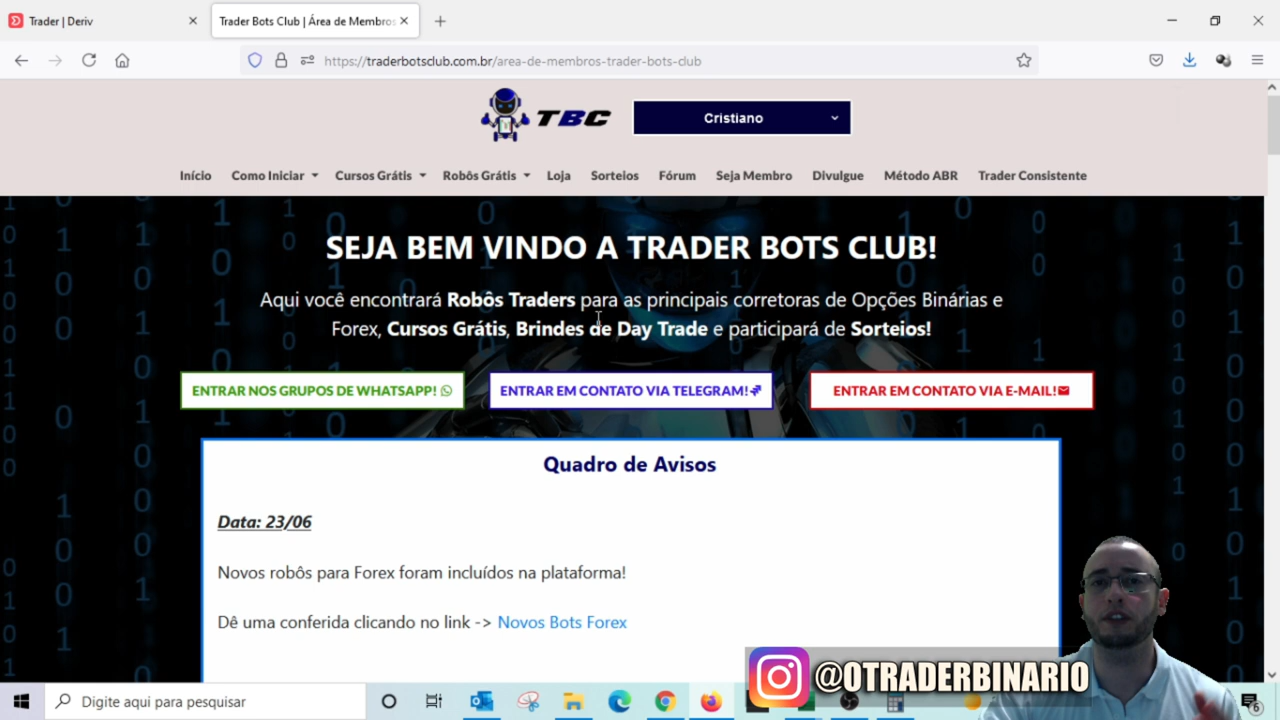 Trader | Deriv
Trader Bots Club | Área de Membros
https://traderbotsclub.com.br/area-de-membros-trader-bots-club
TBC
Cristiano
Início Como Iniciar Cursos Grátis Robôs Grátis Loja Sorteios Fórum Seja Membro Divulgue Método ABR Trader Consistente
SEJA BEM VINDO A TRADER BOTS CLUB!
Aqui você encontrará Robôs Traders para as principais corretoras de Opções Binárias e
Forex, Cursos Grátis, Brindes de Day Trade e participará de Sorteios!
ENTRAR NOS GRUPOS DE WHATSAPP!
ENTRAR EM CONTATO VIA TELEGRAM!
ENTRAR EM CONTATO VIA E-MAIL!
Quadro de Avisos
Data: 23/06
Novos robôs para Forex foram incluídos na plataforma!
Dê uma conferida clicando no link -> Novos Bots Forex
@OTRADERBINARIO
Digite aqui para pesquisar
6